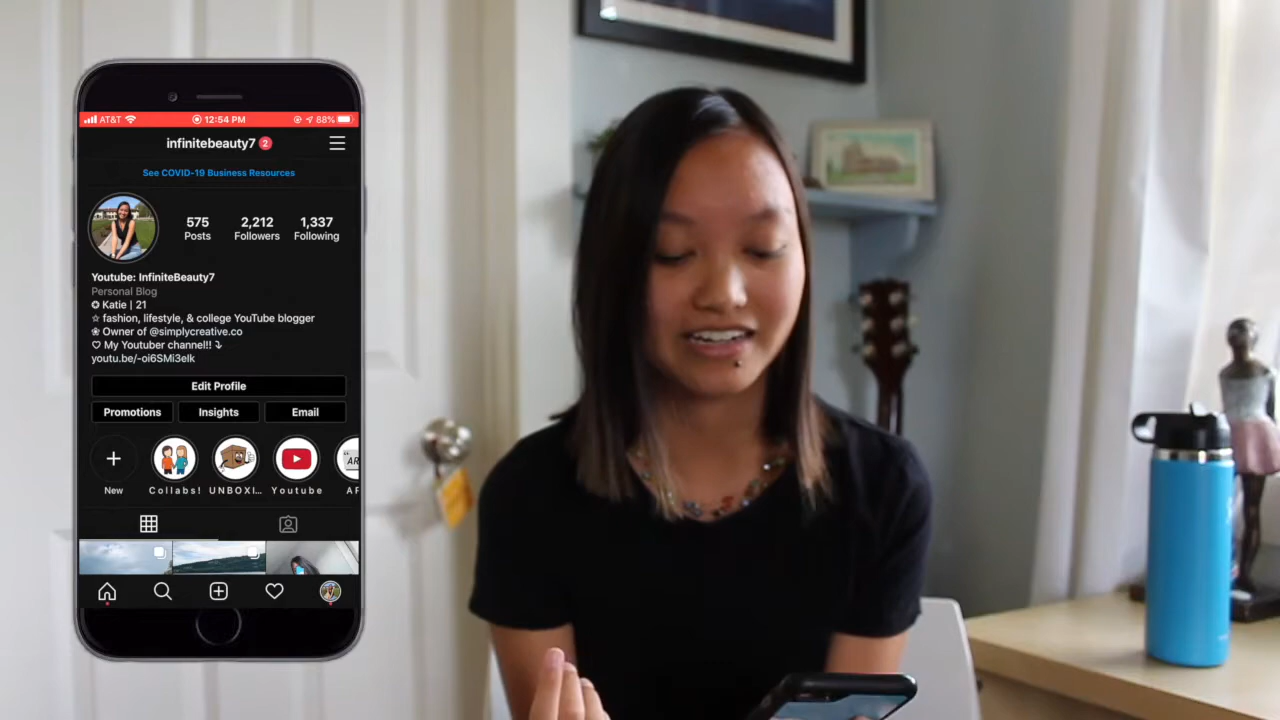 AT&T 12:54 PM 88%
infinitebeauty7 2
See COVID-19 Business Resources
575 2,212 1,337
Posts Followers Following
Youtube: InfiniteBeauty7
Personal Blog
✪ Katie | 21
☆ fashion, lifestyle, & college YouTube blogger
❀ Owner of @simplycreative.co
♡ My Youtuber channel!! ⤵
youtu.be/-oi6SMi3elk
Edit Profile
Promotions Insights Email
New Collabs! UNBOXI... Youtube AR